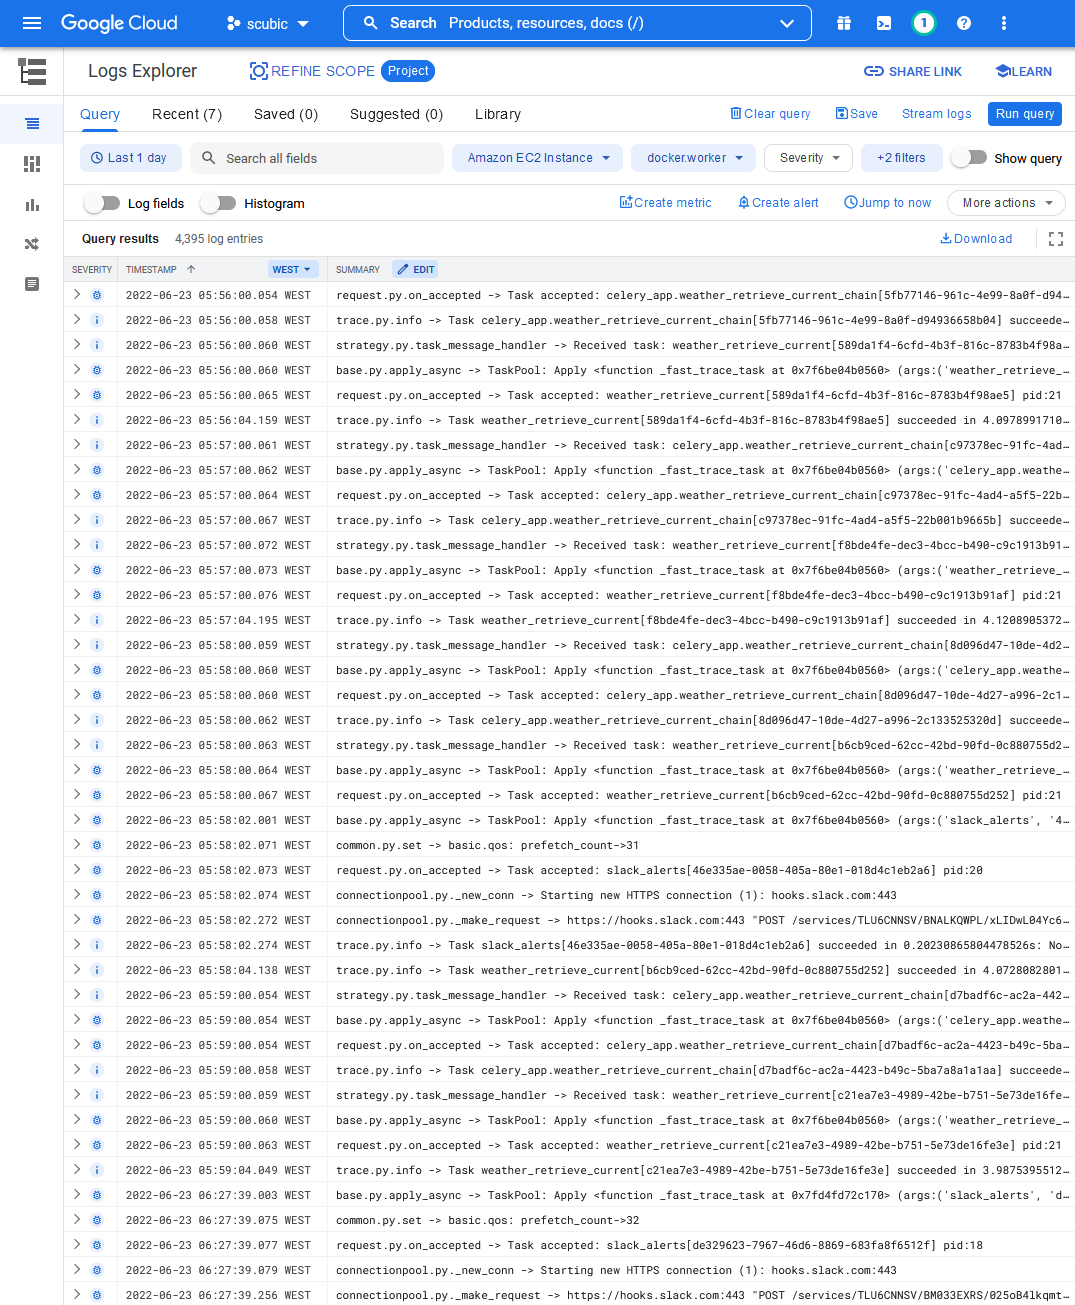 Google Cloud scubic Search Products, resources, docs (/) 1
Logs Explorer REFINE SCOPE Project SHARE LINK LEARN
Query Recent (7) Saved (0) Suggested (0) Library Clear query Save Stream logs Run query
Last 1 day Search all fields Amazon EC2 Instance docker.worker Severity +2 filters Show query
Log fields Histogram Create metric Create alert Jump to now More actions
Query results 4,395 log entries Download
SEVERITY TIMESTAMP WEST SUMMARY EDIT
2022-06-23 05:56:00.054 WEST request.py.on_accepted -> Task accepted: celery_app.weather_retrieve_current_chain[5fb77146-961c-4e99-8a0f-d94…
2022-06-23 05:56:00.058 WEST trace.py.info -> Task celery_app.weather_retrieve_current_chain[5fb77146-961c-4e99-8a0f-d94936658b04] succeede…
2022-06-23 05:56:00.060 WEST strategy.py.task_message_handler -> Received task: weather_retrieve_current[589da1f4-6cfd-4b3f-816c-8783b4f98a…
2022-06-23 05:56:00.060 WEST base.py.apply_async -> TaskPool: Apply <function _fast_trace_task at 0x7f6be04b0560> (args:('weather_retrieve_…
2022-06-23 05:56:00.065 WEST request.py.on_accepted -> Task accepted: weather_retrieve_current[589da1f4-6cfd-4b3f-816c-8783b4f98ae5] pid:21
2022-06-23 05:56:04.159 WEST trace.py.info -> Task weather_retrieve_current[589da1f4-6cfd-4b3f-816c-8783b4f98ae5] succeeded in 4.0978991710…
2022-06-23 05:57:00.061 WEST strategy.py.task_message_handler -> Received task: celery_app.weather_retrieve_current_chain[c97378ec-91fc-4ad…
2022-06-23 05:57:00.062 WEST base.py.apply_async -> TaskPool: Apply <function _fast_trace_task at 0x7f6be04b0560> (args:('celery_app.weathe…
2022-06-23 05:57:00.064 WEST request.py.on_accepted -> Task accepted: celery_app.weather_retrieve_current_chain[c97378ec-91fc-4ad4-a5f5-22b…
2022-06-23 05:57:00.067 WEST trace.py.info -> Task celery_app.weather_retrieve_current_chain[c97378ec-91fc-4ad4-a5f5-22b001b9665b] succeede…
2022-06-23 05:57:00.072 WEST strategy.py.task_message_handler -> Received task: weather_retrieve_current[f8bde4fe-dec3-4bcc-b490-c9c1913b91…
2022-06-23 05:57:00.073 WEST base.py.apply_async -> TaskPool: Apply <function _fast_trace_task at 0x7f6be04b0560> (args:('weather_retrieve_…
2022-06-23 05:57:00.076 WEST request.py.on_accepted -> Task accepted: weather_retrieve_current[f8bde4fe-dec3-4bcc-b490-c9c1913b91af] pid:21
2022-06-23 05:57:04.195 WEST trace.py.info -> Task weather_retrieve_current[f8bde4fe-dec3-4bcc-b490-c9c1913b91af] succeeded in 4.1208905372…
2022-06-23 05:58:00.059 WEST strategy.py.task_message_handler -> Received task: celery_app.weather_retrieve_current_chain[8d096d47-10de-4d2…
2022-06-23 05:58:00.060 WEST base.py.apply_async -> TaskPool: Apply <function _fast_trace_task at 0x7f6be04b0560> (args:('celery_app.weathe…
2022-06-23 05:58:00.060 WEST request.py.on_accepted -> Task accepted: celery_app.weather_retrieve_current_chain[8d096d47-10de-4d27-a996-2c1…
2022-06-23 05:58:00.062 WEST trace.py.info -> Task celery_app.weather_retrieve_current_chain[8d096d47-10de-4d27-a996-2c133525320d] succeede…
2022-06-23 05:58:00.063 WEST strategy.py.task_message_handler -> Received task: weather_retrieve_current[b6cb9ced-62cc-42bd-90fd-0c880755d2…
2022-06-23 05:58:00.064 WEST base.py.apply_async -> TaskPool: Apply <function _fast_trace_task at 0x7f6be04b0560> (args:('weather_retrieve_…
2022-06-23 05:58:00.067 WEST request.py.on_accepted -> Task accepted: weather_retrieve_current[b6cb9ced-62cc-42bd-90fd-0c880755d252] pid:21
2022-06-23 05:58:02.001 WEST base.py.apply_async -> TaskPool: Apply <function _fast_trace_task at 0x7f6be04b0560> (args:('slack_alerts', '4…
2022-06-23 05:58:02.071 WEST common.py.set -> basic.qos: prefetch_count->31
2022-06-23 05:58:02.073 WEST request.py.on_accepted -> Task accepted: slack_alerts[46e335ae-0058-405a-80e1-018d4c1eb2a6] pid:20
2022-06-23 05:58:02.074 WEST connectionpool.py._new_conn -> Starting new HTTPS connection (1): hooks.slack.com:443
2022-06-23 05:58:02.272 WEST connectionpool.py._make_request -> https://hooks.slack.com:443 "POST /services/TLU6CNNSV/BNALKQWPL/xLIDwL04Yc6…
2022-06-23 05:58:02.274 WEST trace.py.info -> Task slack_alerts[46e335ae-0058-405a-80e1-018d4c1eb2a6] succeeded in 0.20230865804478526s: No…
2022-06-23 05:58:04.138 WEST trace.py.info -> Task weather_retrieve_current[b6cb9ced-62cc-42bd-90fd-0c880755d252] succeeded in 4.0728082801…
2022-06-23 05:59:00.054 WEST strategy.py.task_message_handler -> Received task: celery_app.weather_retrieve_current_chain[d7badf6c-ac2a-442…
2022-06-23 05:59:00.054 WEST base.py.apply_async -> TaskPool: Apply <function _fast_trace_task at 0x7f6be04b0560> (args:('celery_app.weathe…
2022-06-23 05:59:00.054 WEST request.py.on_accepted -> Task accepted: celery_app.weather_retrieve_current_chain[d7badf6c-ac2a-4423-b49c-5ba…
2022-06-23 05:59:00.058 WEST trace.py.info -> Task celery_app.weather_retrieve_current_chain[d7badf6c-ac2a-4423-b49c-5ba7a8a1a1aa] succeede…
2022-06-23 05:59:00.059 WEST strategy.py.task_message_handler -> Received task: weather_retrieve_current[c21ea7e3-4989-42be-b751-5e73de16fe…
2022-06-23 05:59:00.060 WEST base.py.apply_async -> TaskPool: Apply <function _fast_trace_task at 0x7f6be04b0560> (args:('weather_retrieve_…
2022-06-23 05:59:00.063 WEST request.py.on_accepted -> Task accepted: weather_retrieve_current[c21ea7e3-4989-42be-b751-5e73de16fe3e] pid:21
2022-06-23 05:59:04.049 WEST trace.py.info -> Task weather_retrieve_current[c21ea7e3-4989-42be-b751-5e73de16fe3e] succeeded in 3.9875395512…
2022-06-23 06:27:39.003 WEST base.py.apply_async -> TaskPool: Apply <function _fast_trace_task at 0x7fd4fd72c170> (args:('slack_alerts', 'd…
2022-06-23 06:27:39.075 WEST common.py.set -> basic.qos: prefetch_count->32
2022-06-23 06:27:39.077 WEST request.py.on_accepted -> Task accepted: slack_alerts[de329623-7967-46d6-8869-683fa8f6512f] pid:18
2022-06-23 06:27:39.079 WEST connectionpool.py._new_conn -> Starting new HTTPS connection (1): hooks.slack.com:443
2022-06-23 06:27:39.256 WEST connectionpool.py._make_request -> https://hooks.slack.com:443 "POST /services/TLU6CNNSV/BM033EXRS/025oB4lkqmt…